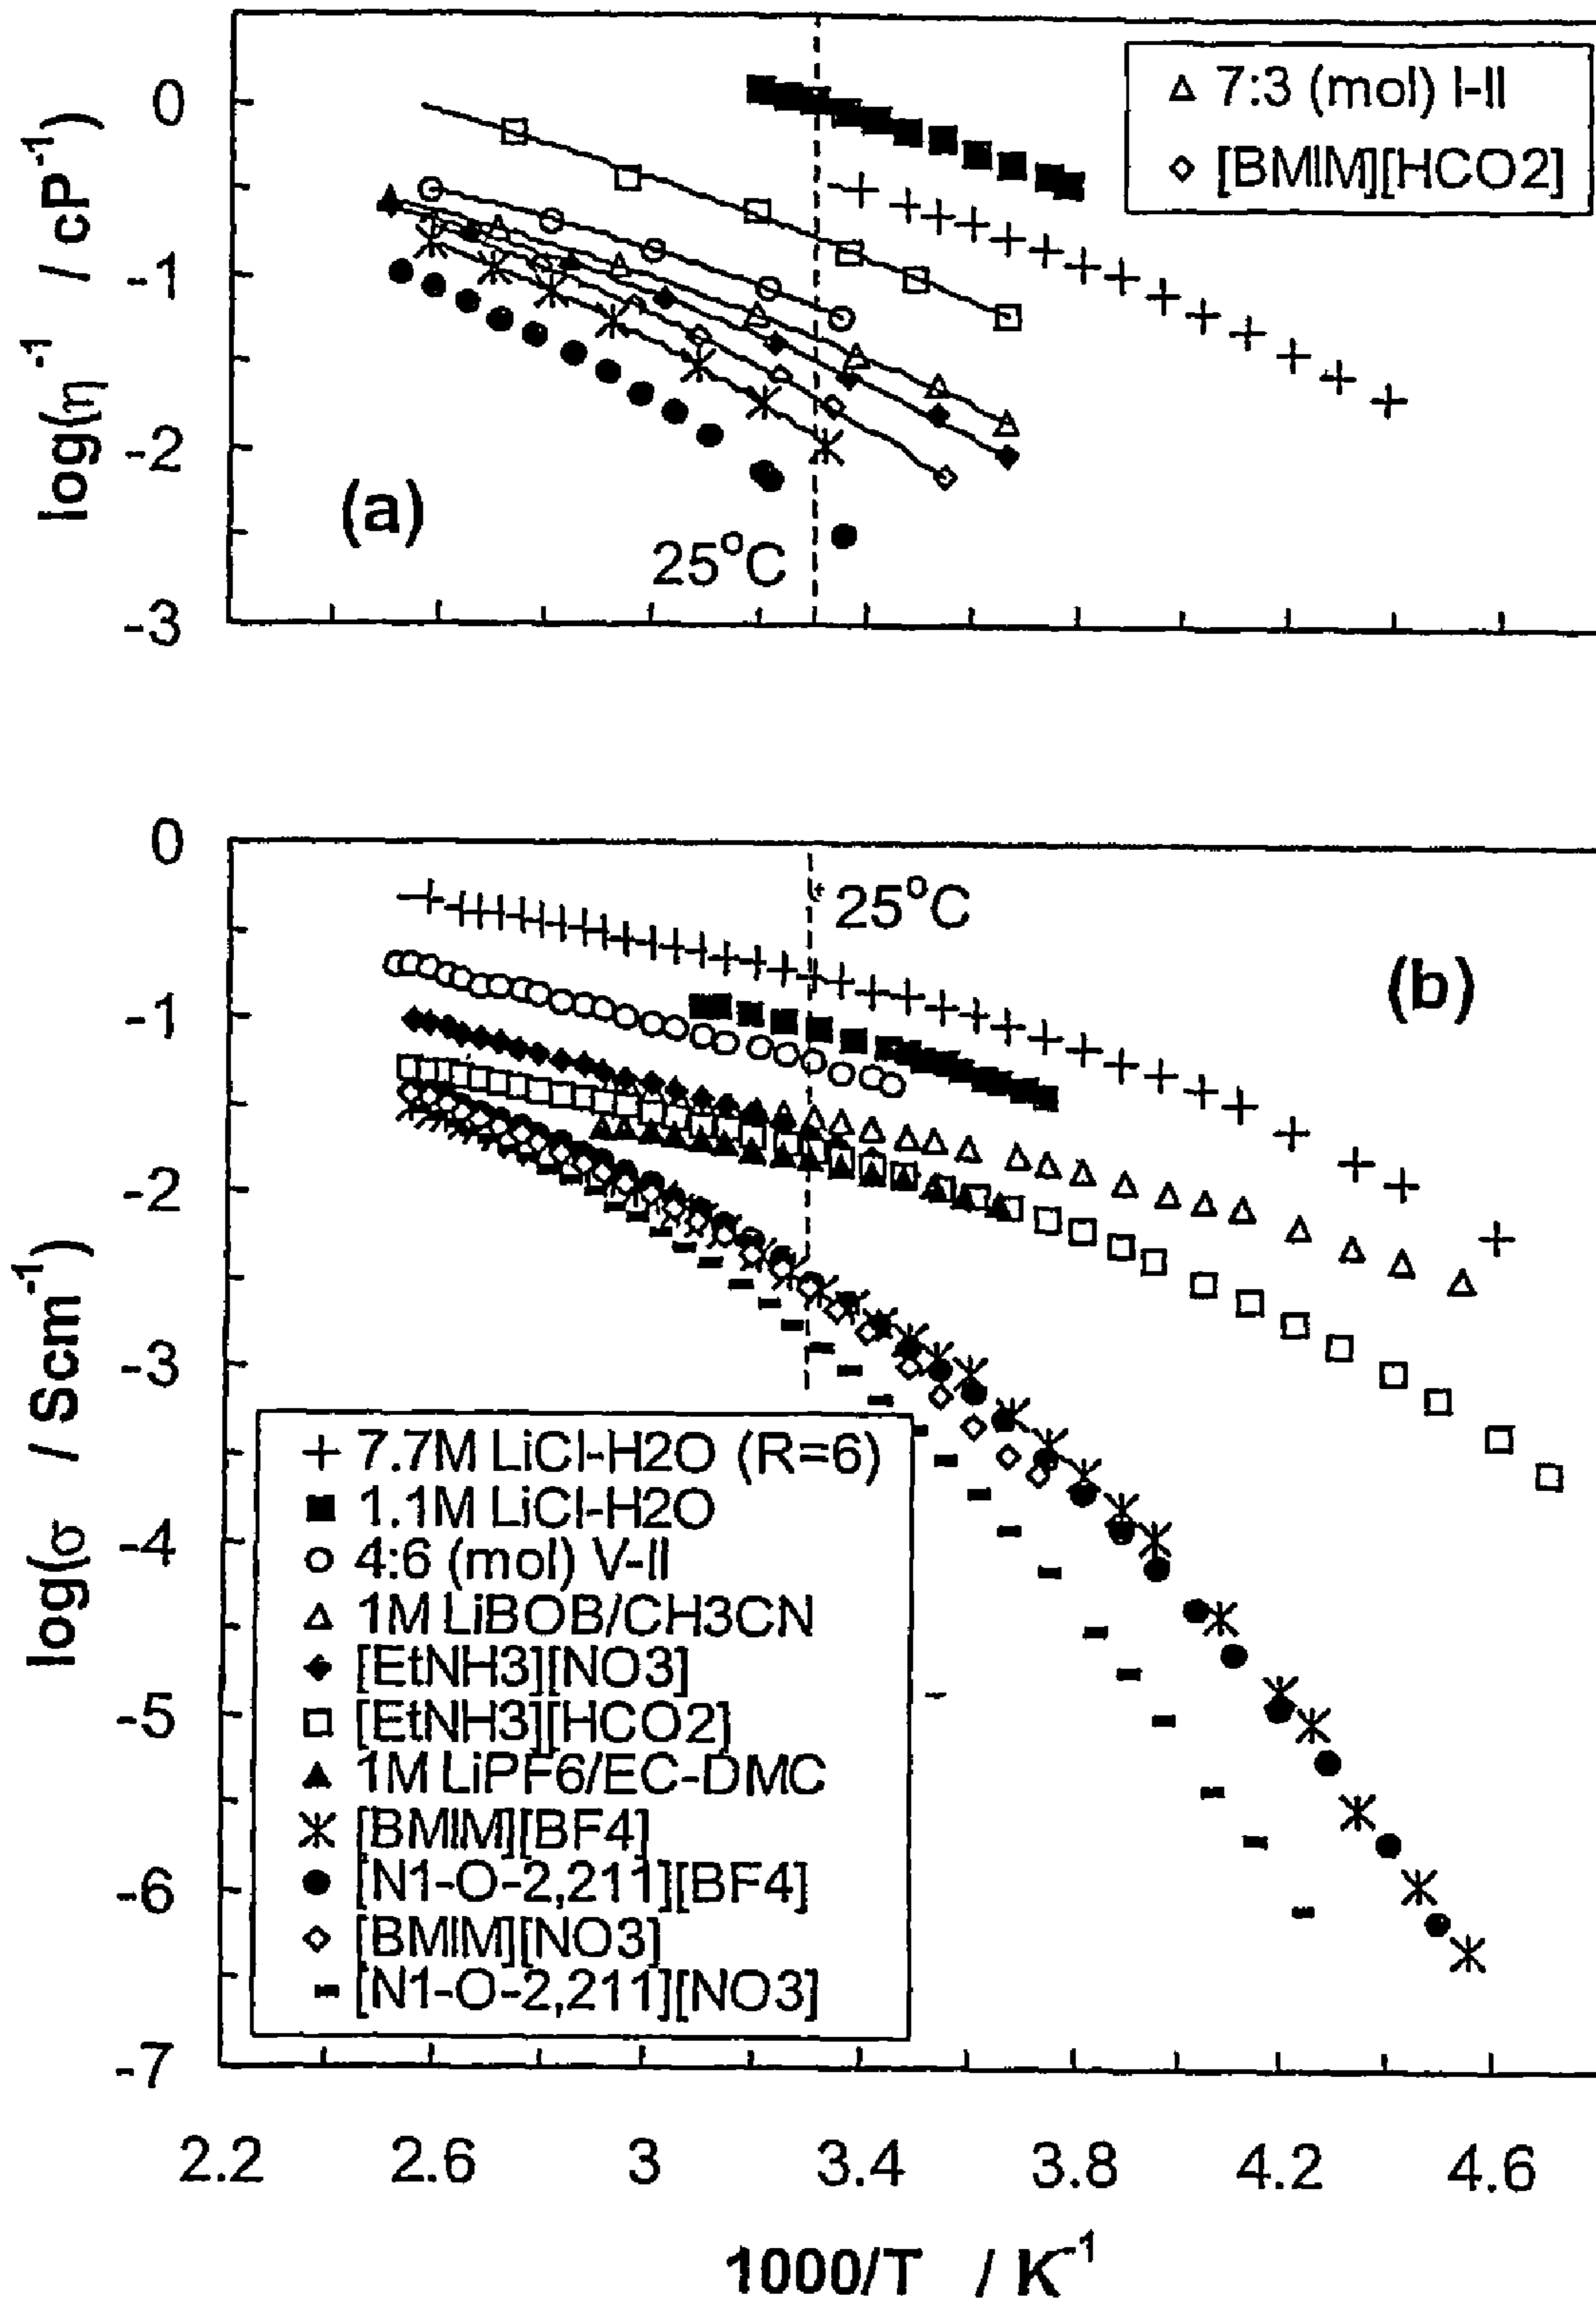 0
-1
-2
-3
log(η⁻¹ / cP⁻¹)
△ 7:3 (mol) I-II
◇ [BMIM][HCO2]
(a)
25°C
0
-1
-2
-3
-4
-5
-6
-7
log(σ / Scm⁻¹)
25°C
(b)
+ 7.7M LiCl-H2O (R=6)
■ 1.1M LiCl-H2O
○ 4:6 (mol) V-II
△ 1M LiBOB/CH3CN
◆ [EtNH3][NO3]
□ [EtNH3][HCO2]
▲ 1M LiPF6/EC-DMC
[BMIM][BF4]
● [N1-O-2,211][BF4]
◇ [BMIM][NO3]
[N1-O-2,211][NO3]
2.2 2.6 3 3.4 3.8 4.2 4.6
1000/T / K⁻¹